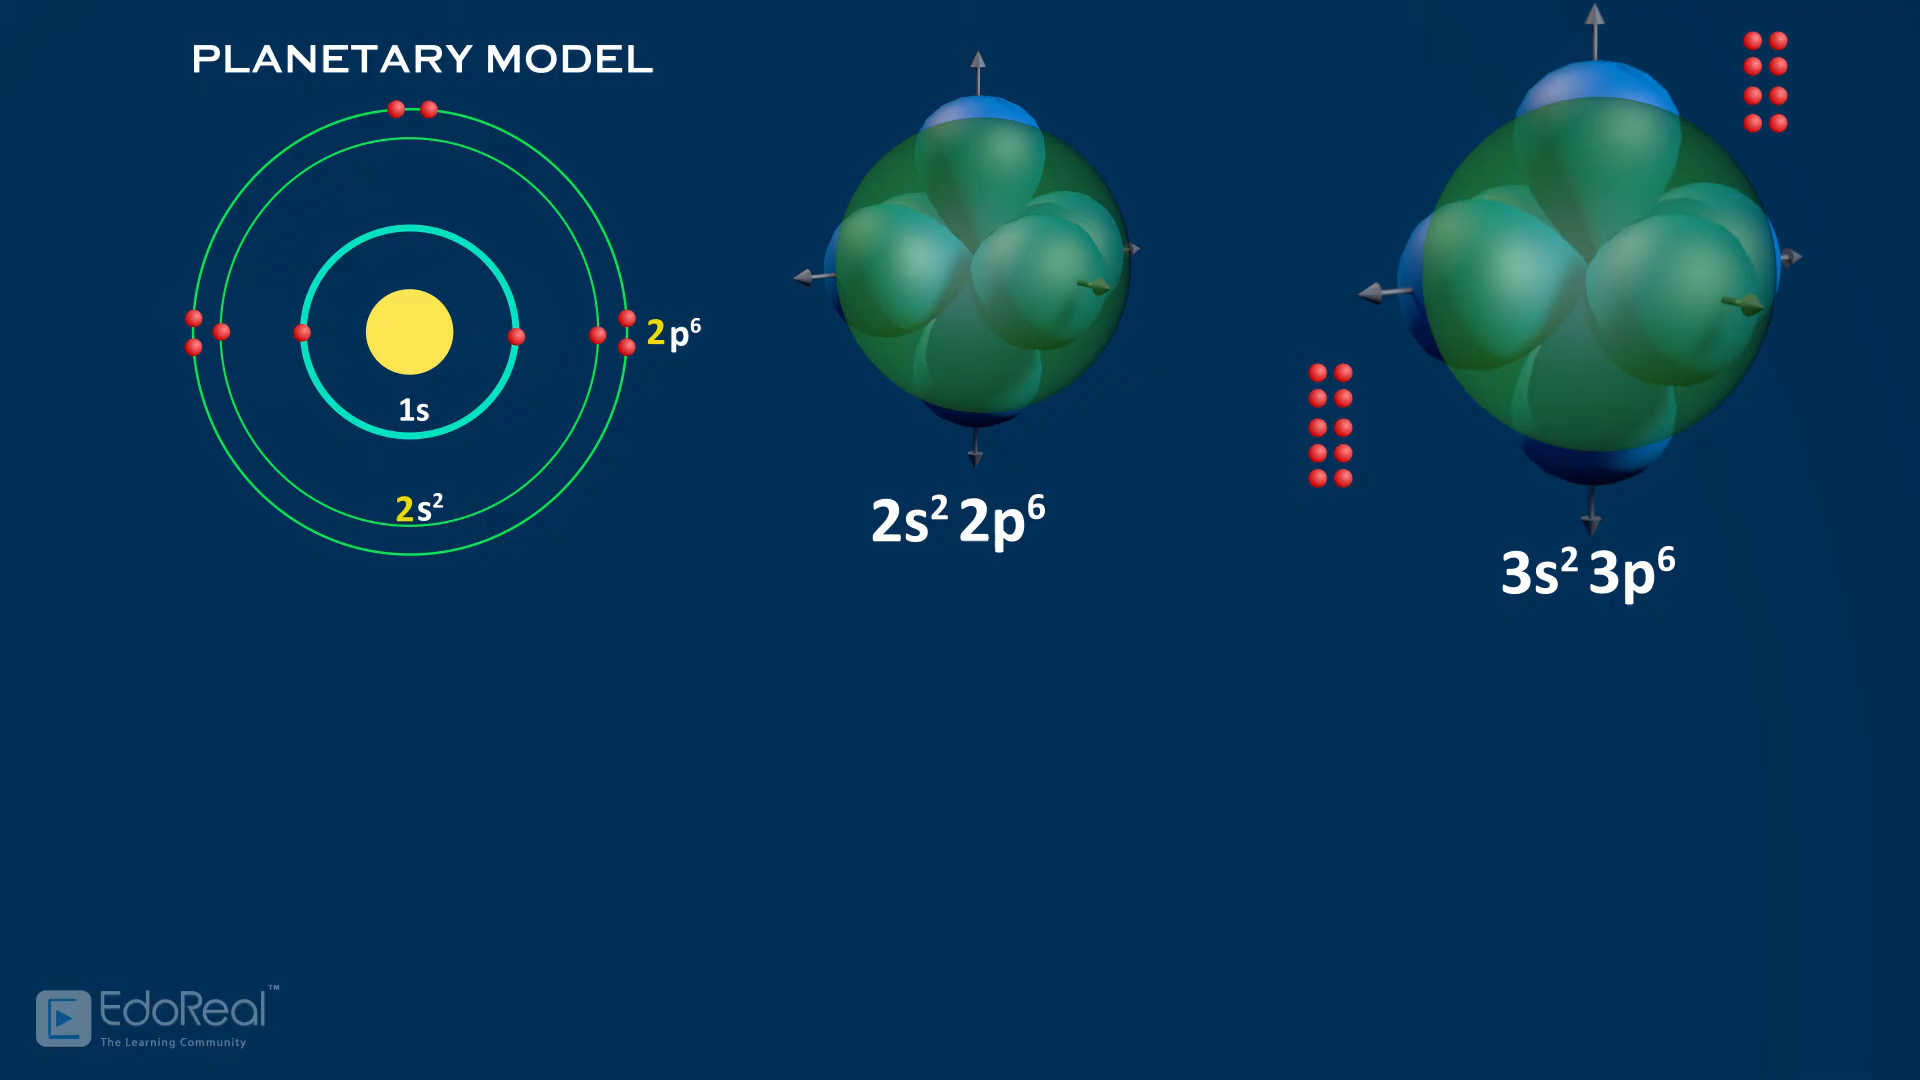 PLANETARY MODEL
2p⁶
1s
2s²
2s² 2p⁶
3s² 3p⁶
EdoReal™
The Learning Community